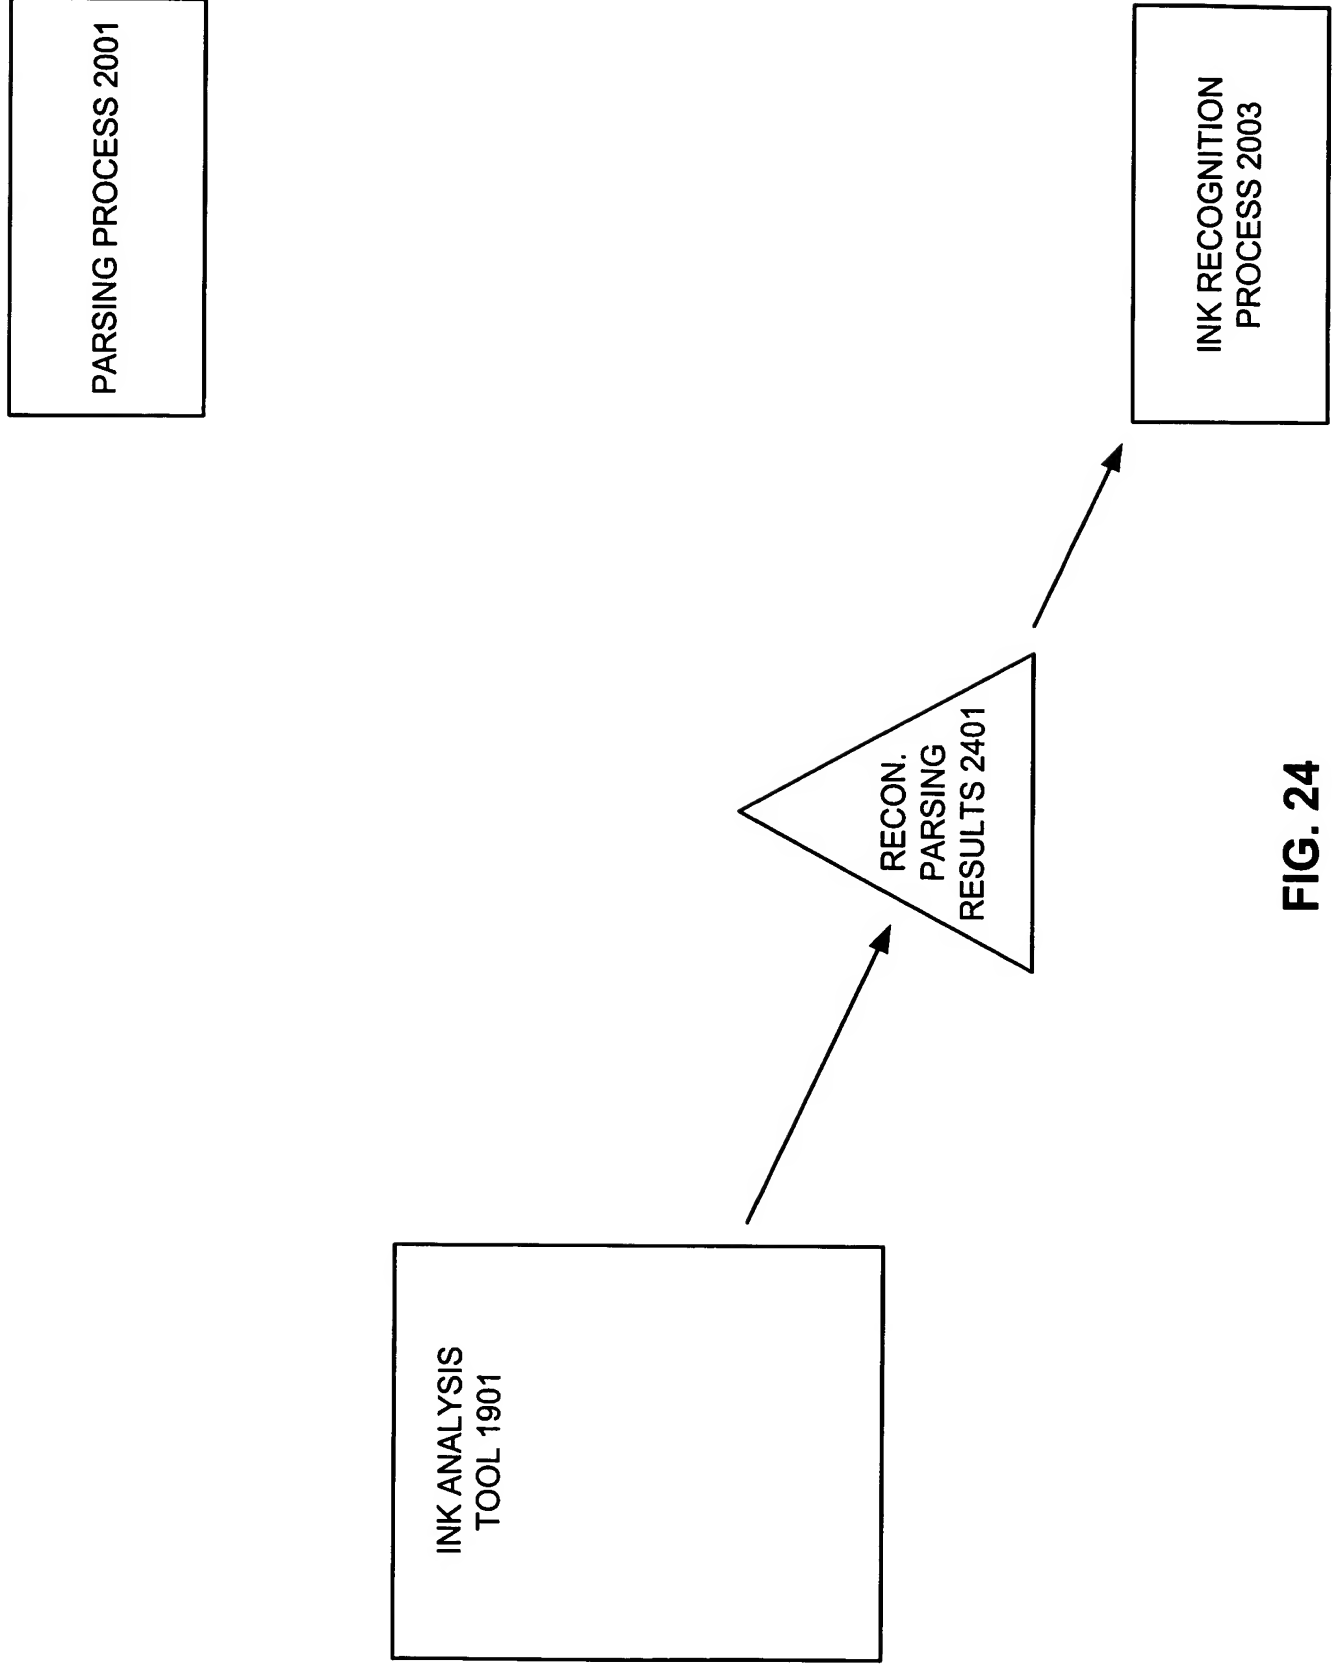 INK ANALYSIS
TOOL 1901
PARSING PROCESS 2001
RECON.
PARSING
RESULTS 2401
INK RECOGNITION
PROCESS 2003
FIG. 24